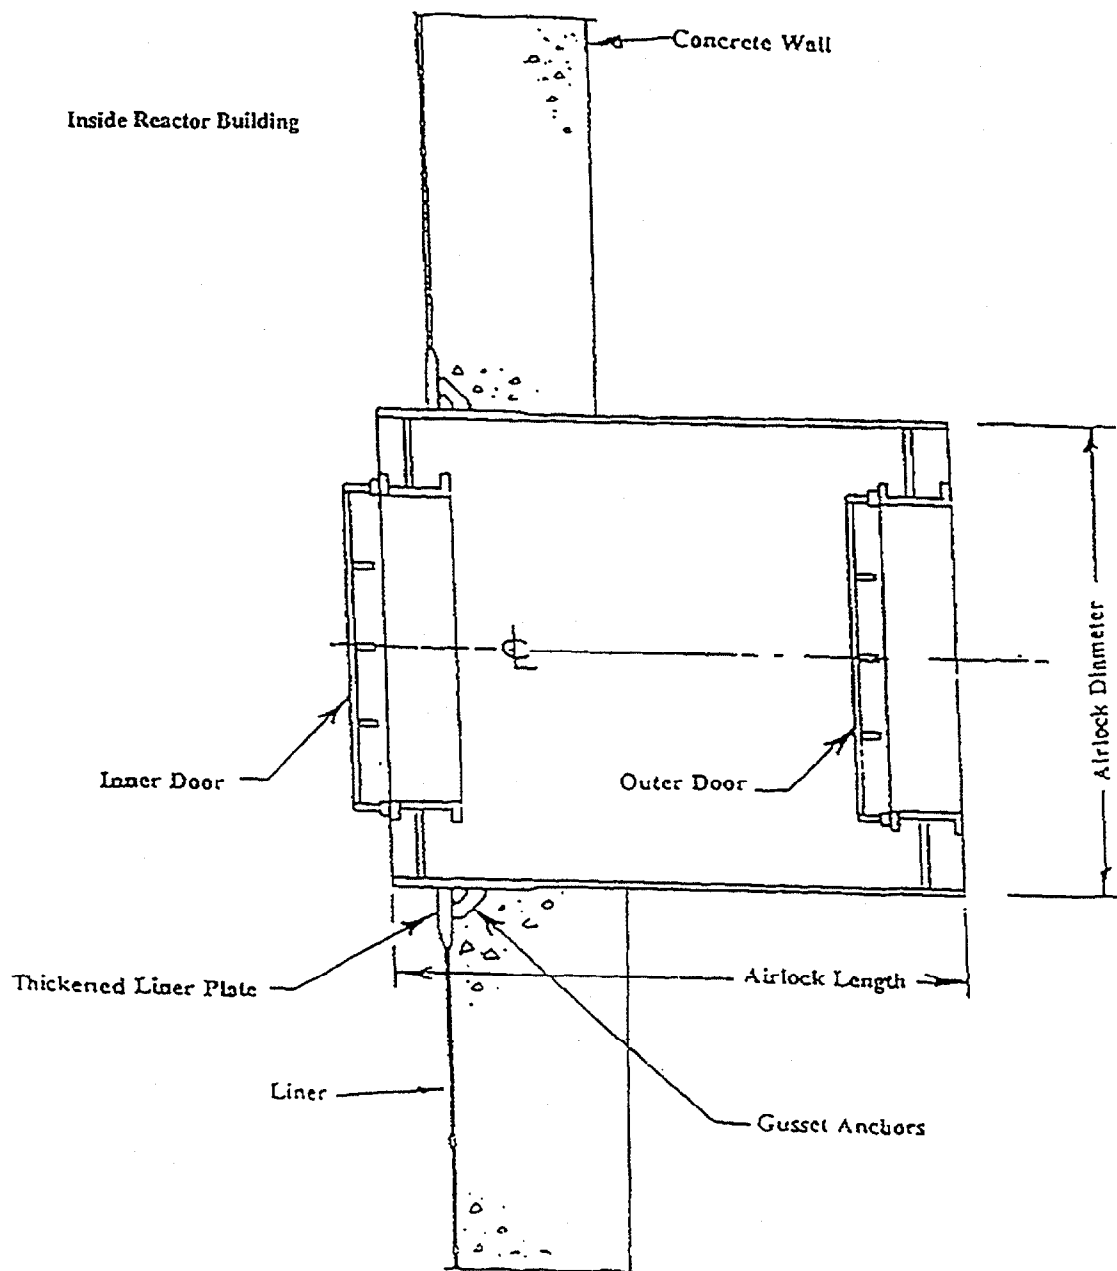 Concrete Wall
Inside Reactor Building
℄
Airlock Diameter
Inner Door
Outer Door
Thickened Liner Plate
Airlock Length
Liner
Gusset Anchors